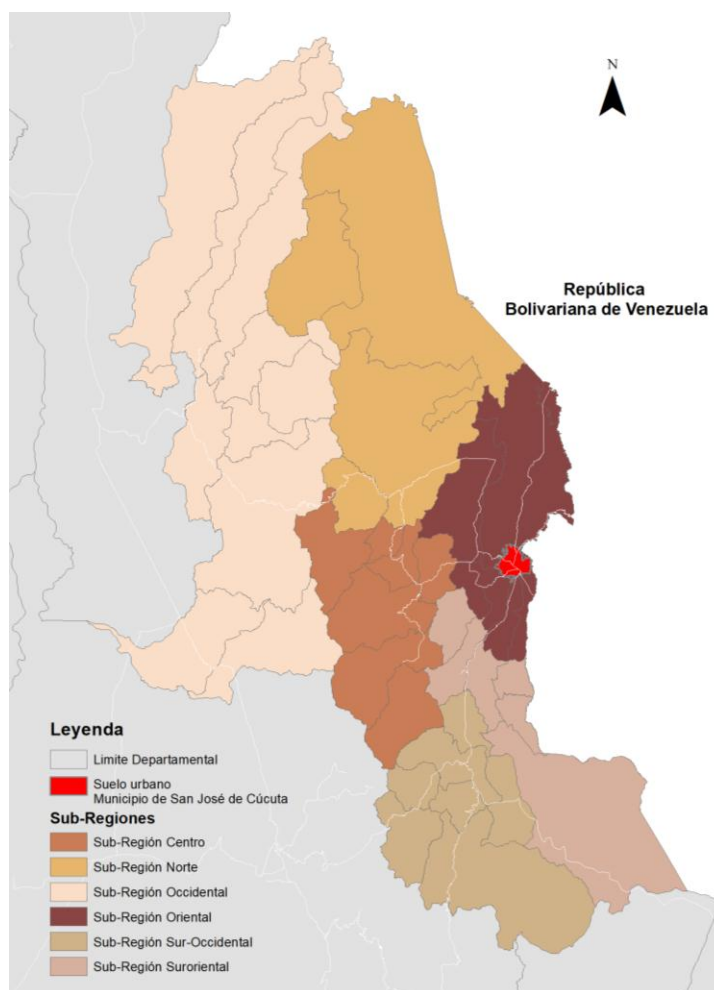 N
República
Bolivariana de Venezuela
Leyenda
Limite Departamental
Suelo urbano
Municipio de San José de Cúcuta
Sub-Regiones
Sub-Región Centro
Sub-Región Norte
Sub-Región Occidental
Sub-Región Oriental
Sub-Región Sur-Occidental
Sub-Región Suroriental